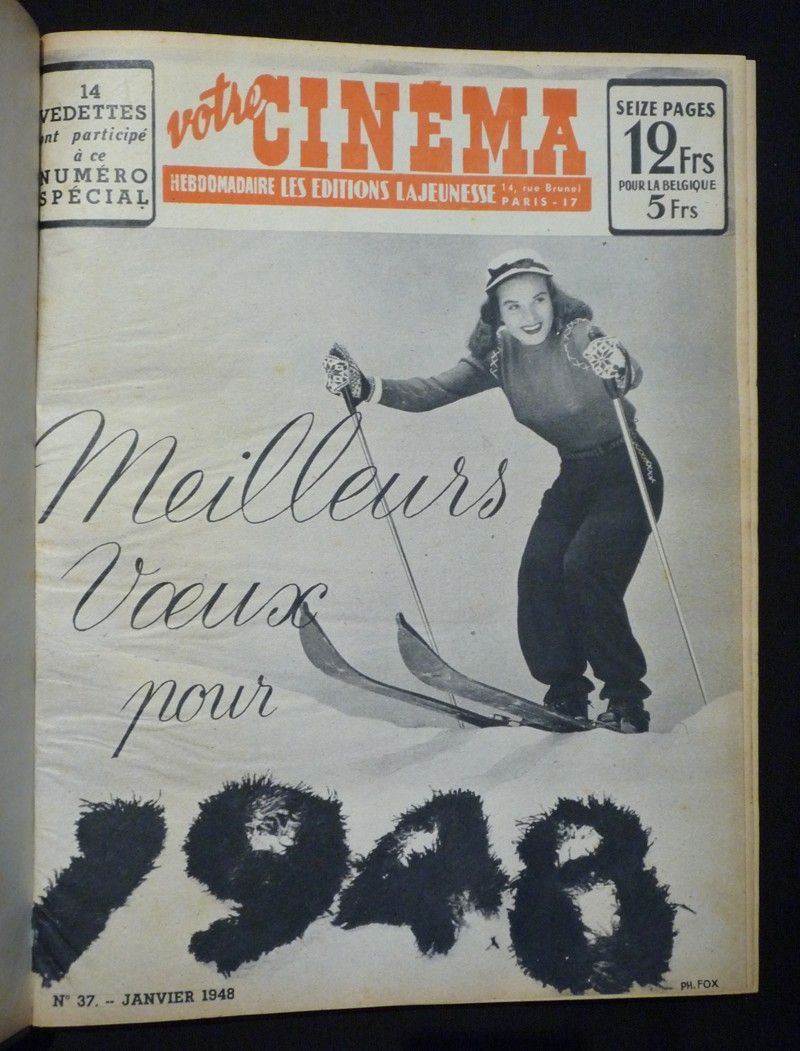 14
VEDETTES
ont participé
à ce
NUMÉRO
SPÉCIAL
votre CINÉMA
HEBDOMADAIRE LES EDITIONS LAJEUNESSE 14, rue Brunel
PARIS - 17
SEIZE PAGES
12 Frs
POUR LA BELGIQUE
5 Frs
Meilleurs
Vœux
pour
1948
N° 37. -- JANVIER 1948
PH. FOX